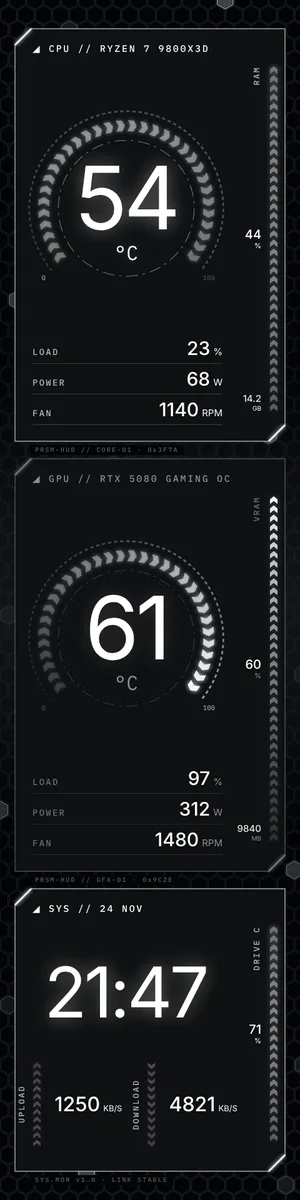 CPU // RYZEN 7 9800X3D
RAM
54
°C
0 100
44
%
LOAD 23 %
POWER 68 W
FAN 1140 RPM
14.2
GB
PRSM-HUD // CORE-01 · 0x3F7A
GPU // RTX 5080 GAMING OC
VRAM
61
°C
0 100
60
%
LOAD 97 %
POWER 312 W
FAN 1480 RPM
9840
MB
PRSM-HUD // GFX-01 · 0x9C2E
SYS // 24 NOV
DRIVE C
21:47
71
%
UPLOAD 1250 KB/S
DOWNLOAD 4821 KB/S
SYS.MON v1.0 · LINK STABLE